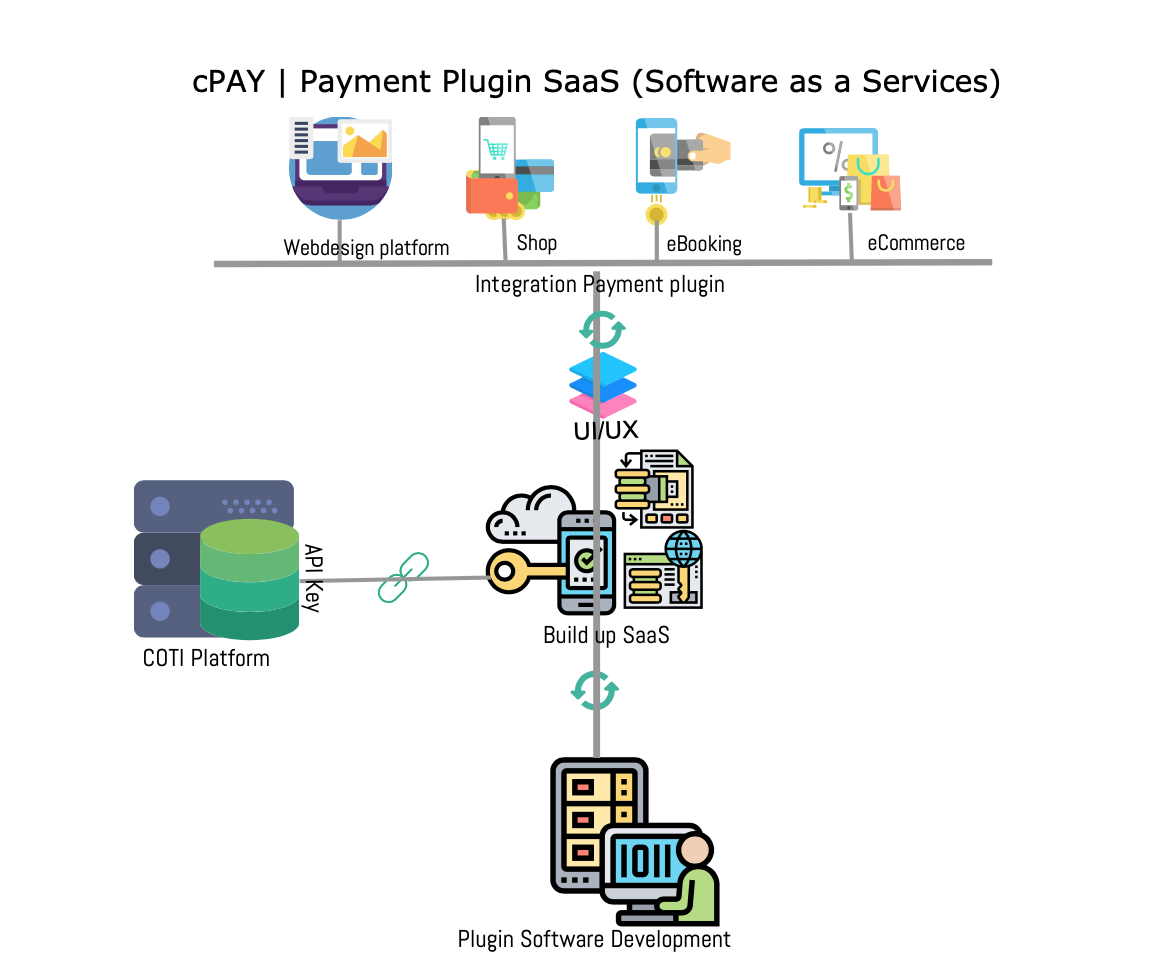 cPAY | Payment Plugin SaaS (Software as a Services)
Webdesign platform
Shop
eBooking
eCommerce
Integration Payment plugin
UI/UX
API Key
COTI Platform
Build up SaaS
1011
Plugin Software Development